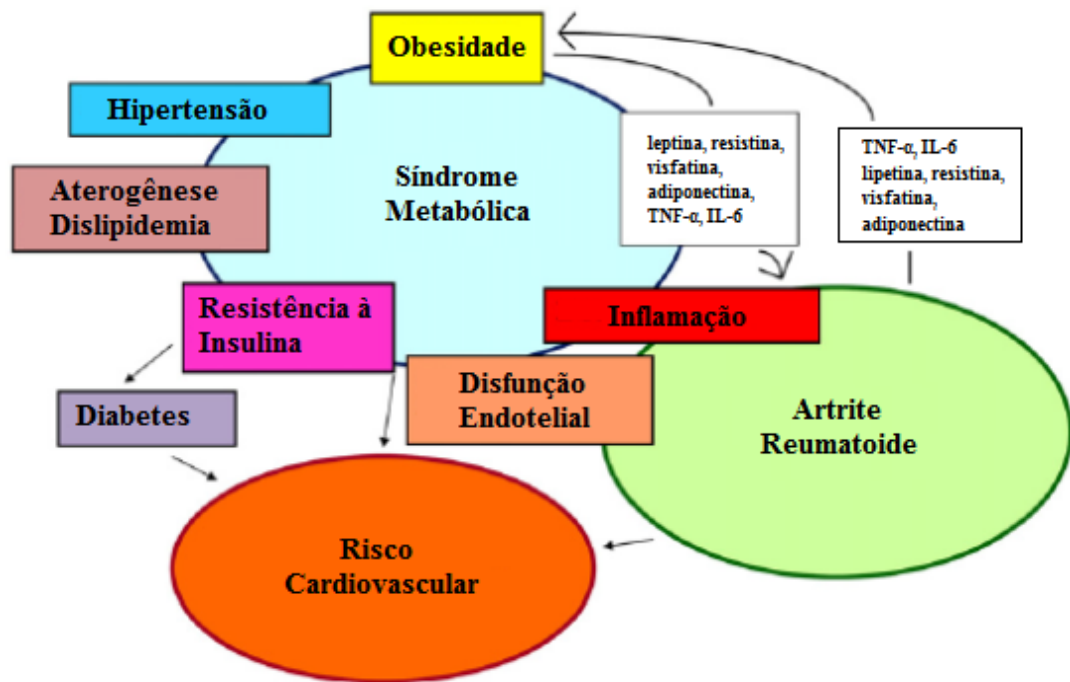 Obesidade
Hipertensão
Aterogênese
Dislipidemia
Síndrome
Metabólica
leptina, resistina,
visfatina,
adiponectina,
TNF-α, IL-6
TNF-α, IL-6
lipetina, resistina,
visfatina,
adiponectina
Resistência à
Insulina
Inflamação
Diabetes
Disfunção
Endotelial
Artrite
Reumatoide
Risco
Cardiovascular